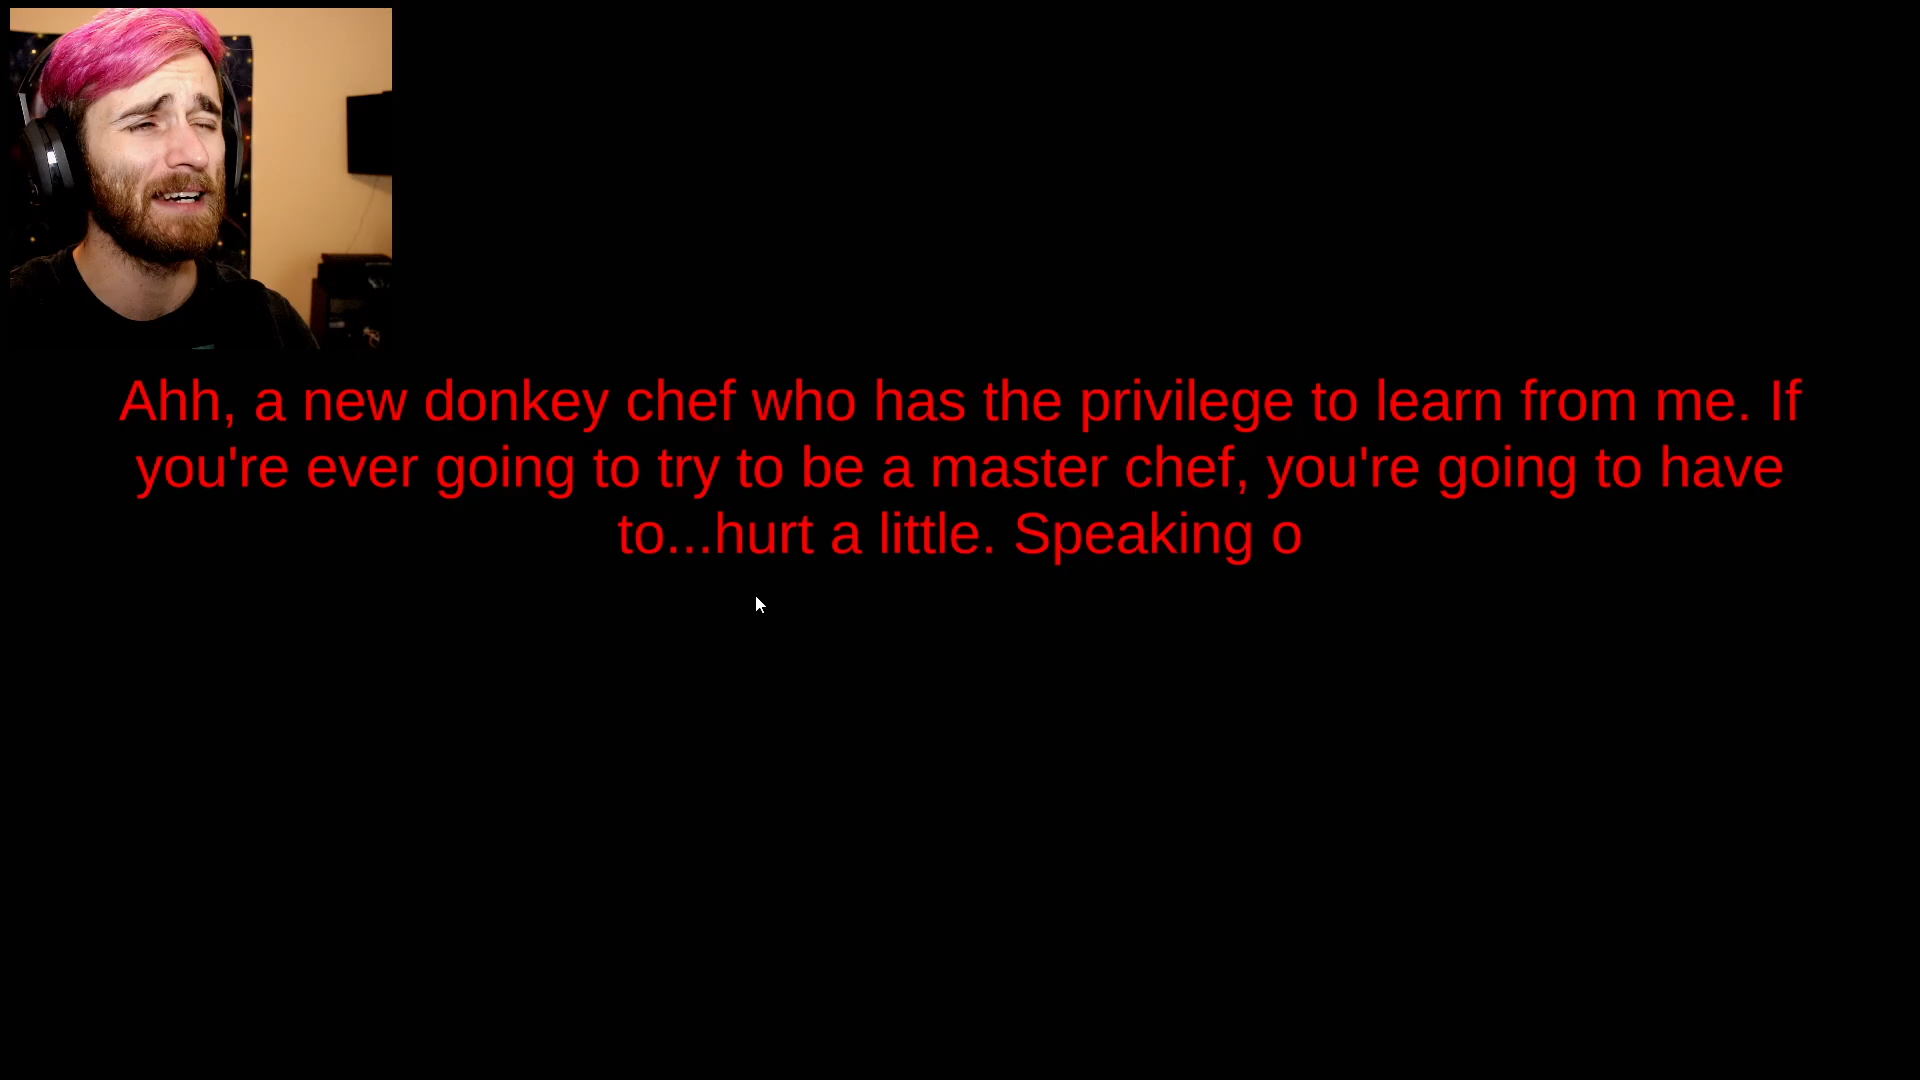 Ahh, a new donkey chef who has the privilege to learn from me. If
you're ever going to try to be a master chef, you're going to have
to...hurt a little. Speaking o